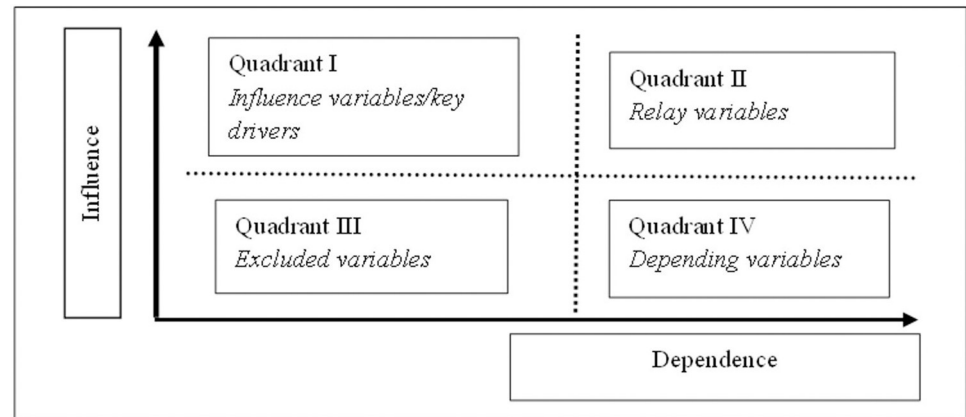 Influence
Quadrant I
Influence variables/key
drivers
Quadrant II
Relay variables
Quadrant III
Excluded variables
Quadrant IV
Depending variables
Dependence